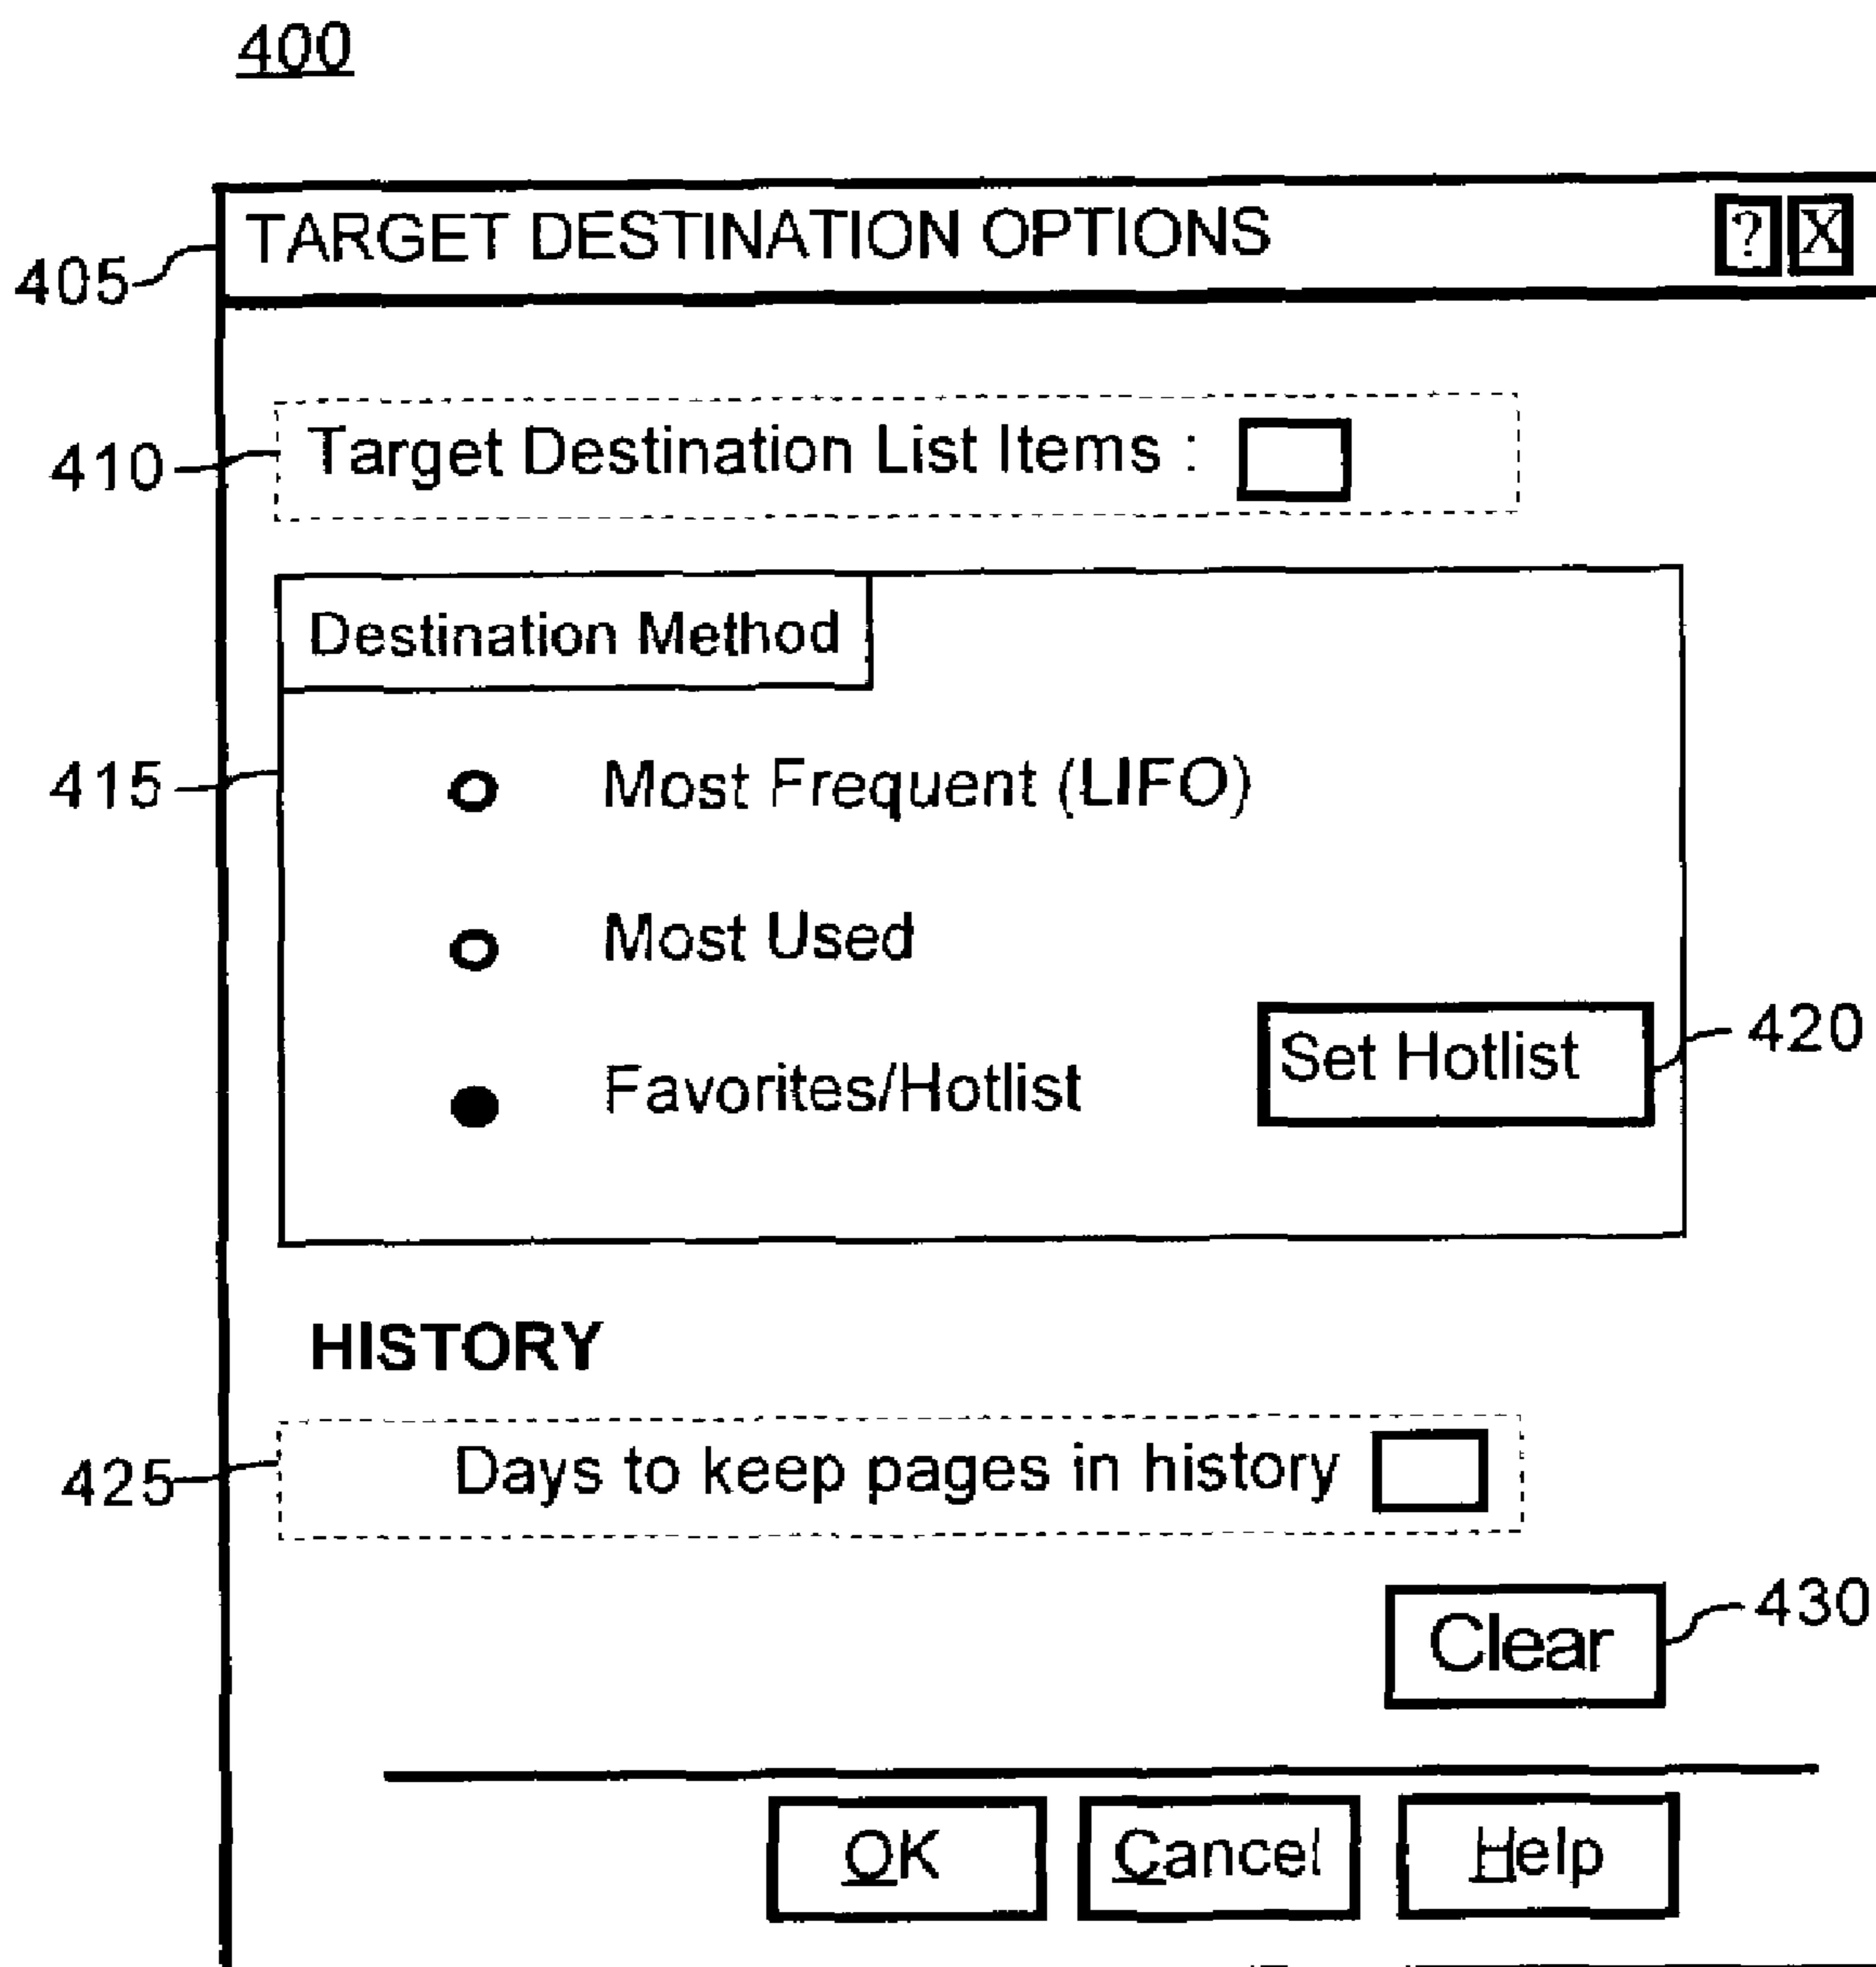 400
TARGET DESTINATION OPTIONS ? X
405
Target Destination List Items :
410
Destination Method
415
Most Frequent (LIFO)
Most Used
Favorites/Hotlist
Set Hotlist
420
HISTORY
Days to keep pages in history
425
Clear
430
OK Cancel Help